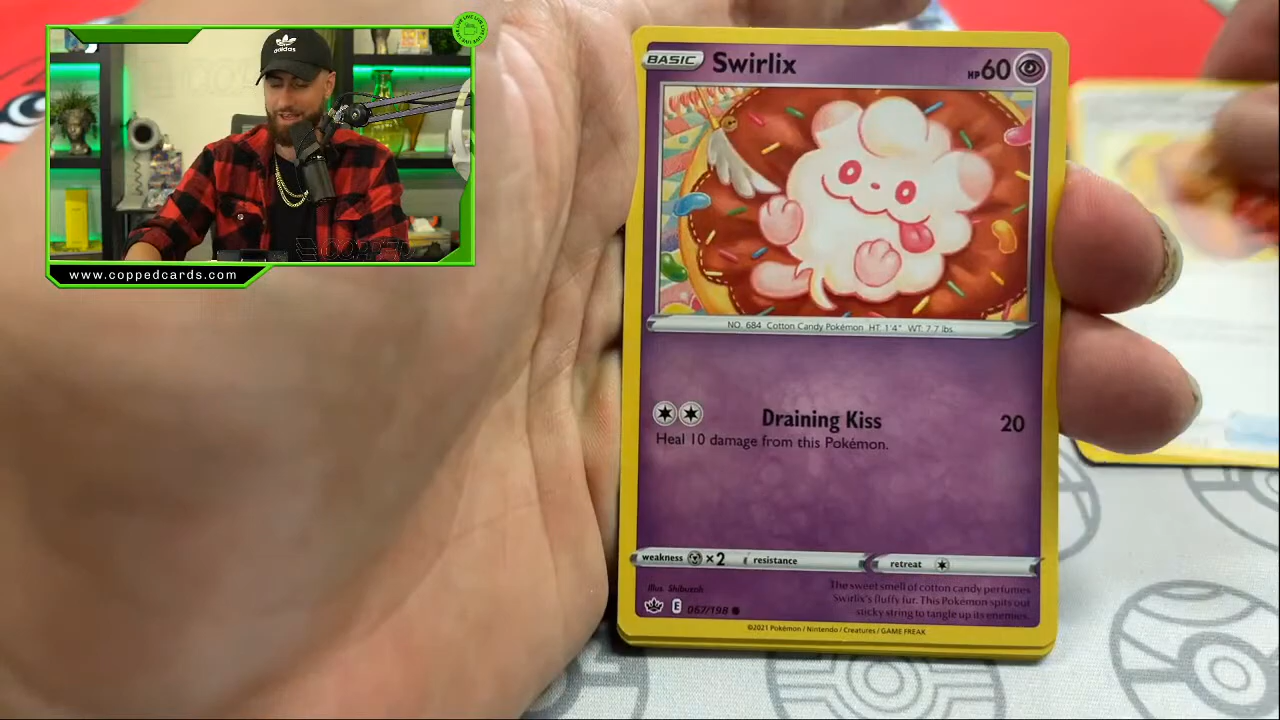 adidas
www.coppedcards.com
BASIC Swirlix HP60
NO. 684 Cotton Candy Pokémon HT: 1'4" WT: 7.7 lbs.
Draining Kiss 20
Heal 10 damage from this Pokémon.
weakness ×2 resistance retreat
Illus. Shibuzoh
E 067/198
The sweet smell of cotton candy perfumes
Swirlix's fluffy fur. This Pokémon spits out
sticky string to tangle up its enemies.
©2021 Pokémon / Nintendo / Creatures / GAME FREAK